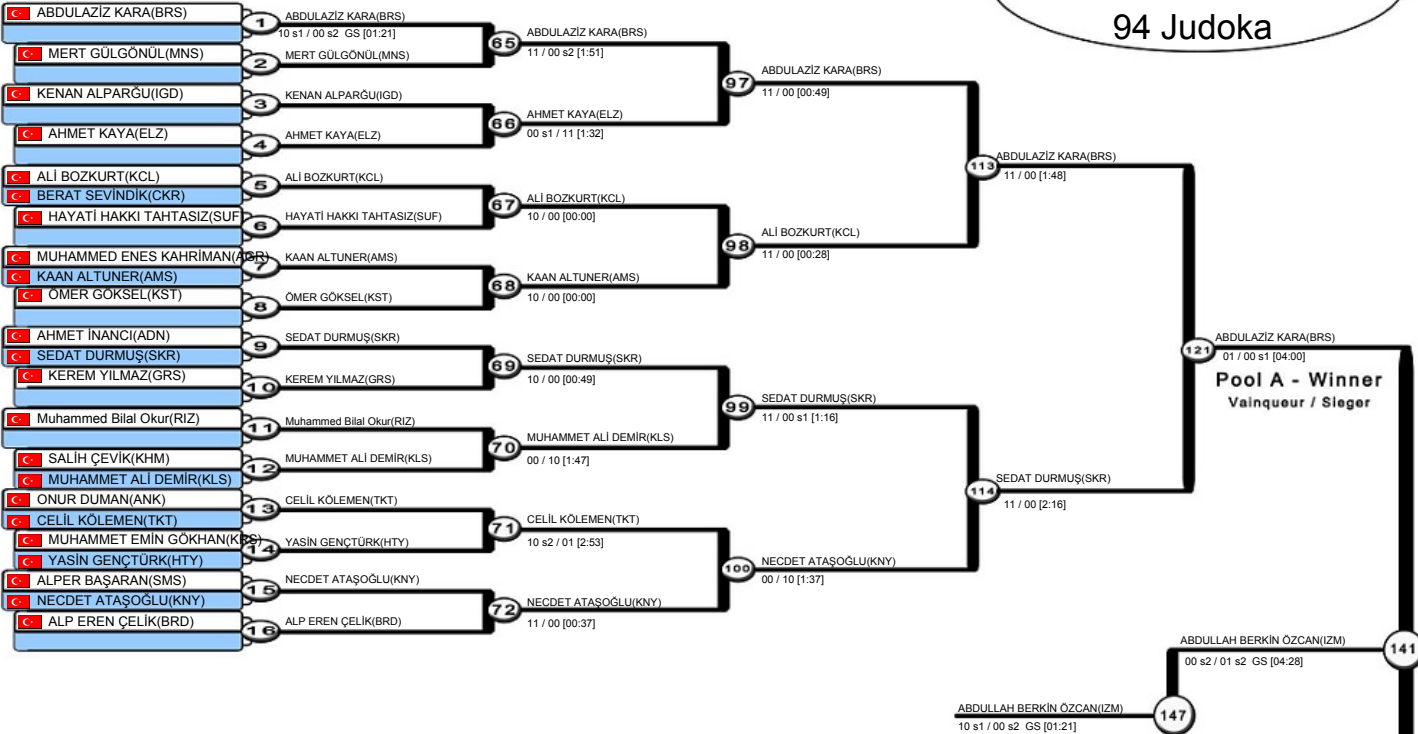 94 Judoka
ABDULAZİZ KARA(BRS)
MERT GÜLGÖNÜL(MNS)
KENAN ALPARĞU(IGD)
AHMET KAYA(ELZ)
ALİ BOZKURT(KCL)
BERAT SEVİNDİK(CKR)
HAYATİ HAKKI TAHTASIZ(SUF)
MUHAMMED ENES KAHRİMAN(AGR)
KAAN ALTUNER(AMS)
ÖMER GÖKSEL(KST)
AHMET İNANCI(ADN)
SEDAT DURMUŞ(SKR)
KEREM YILMAZ(GRS)
Muhammed Bilal Okur(RIZ)
SALİH ÇEVİK(KHM)
MUHAMMET ALİ DEMİR(KLS)
ONUR DUMAN(ANK)
CELİL KÖLEMEN(TKT)
MUHAMMET EMİN GÖKHAN(KRS)
YASİN GENÇTÜRK(HTY)
ALPER BAŞARAN(SMS)
NECDET ATAŞOĞLU(KNY)
ALP EREN ÇELİK(BRD)
1
2
3
4
5
6
7
8
9
10
11
12
13
14
15
16
ABDULAZİZ KARA(BRS)
10 s1 / 00 s2 GS [01:21]
MERT GÜLGÖNÜL(MNS)
KENAN ALPARĞU(IGD)
AHMET KAYA(ELZ)
ALİ BOZKURT(KCL)
HAYATİ HAKKI TAHTASIZ(SUF)
KAAN ALTUNER(AMS)
ÖMER GÖKSEL(KST)
SEDAT DURMUŞ(SKR)
KEREM YILMAZ(GRS)
Muhammed Bilal Okur(RIZ)
MUHAMMET ALİ DEMİR(KLS)
CELİL KÖLEMEN(TKT)
YASİN GENÇTÜRK(HTY)
NECDET ATAŞOĞLU(KNY)
ALP EREN ÇELİK(BRD)
65
66
67
68
69
70
71
72
ABDULAZİZ KARA(BRS)
11 / 00 s2 [1:51]
AHMET KAYA(ELZ)
00 s1 / 11 [1:32]
ALİ BOZKURT(KCL)
10 / 00 [00:00]
KAAN ALTUNER(AMS)
10 / 00 [00:00]
SEDAT DURMUŞ(SKR)
10 / 00 [00:49]
MUHAMMET ALİ DEMİR(KLS)
00 / 10 [1:47]
CELİL KÖLEMEN(TKT)
10 s2 / 01 [2:53]
NECDET ATAŞOĞLU(KNY)
11 / 00 [00:37]
97
98
99
100
ABDULAZİZ KARA(BRS)
11 / 00 [00:49]
ALİ BOZKURT(KCL)
11 / 00 [00:28]
SEDAT DURMUŞ(SKR)
11 / 00 s1 [1:16]
NECDET ATAŞOĞLU(KNY)
00 / 10 [1:37]
113
114
ABDULAZİZ KARA(BRS)
11 / 00 [1:48]
SEDAT DURMUŞ(SKR)
11 / 00 [2:16]
121
ABDULAZİZ KARA(BRS)
01 / 00 s1 [04:00]
Pool A - Winner
Vainqueur / Sieger
ABDULLAH BERKİN ÖZCAN(IZM)
00 s2 / 01 s2 GS [04:28]
141
ABDULLAH BERKİN ÖZCAN(IZM)
10 s1 / 00 s2 GS [01:21]
147